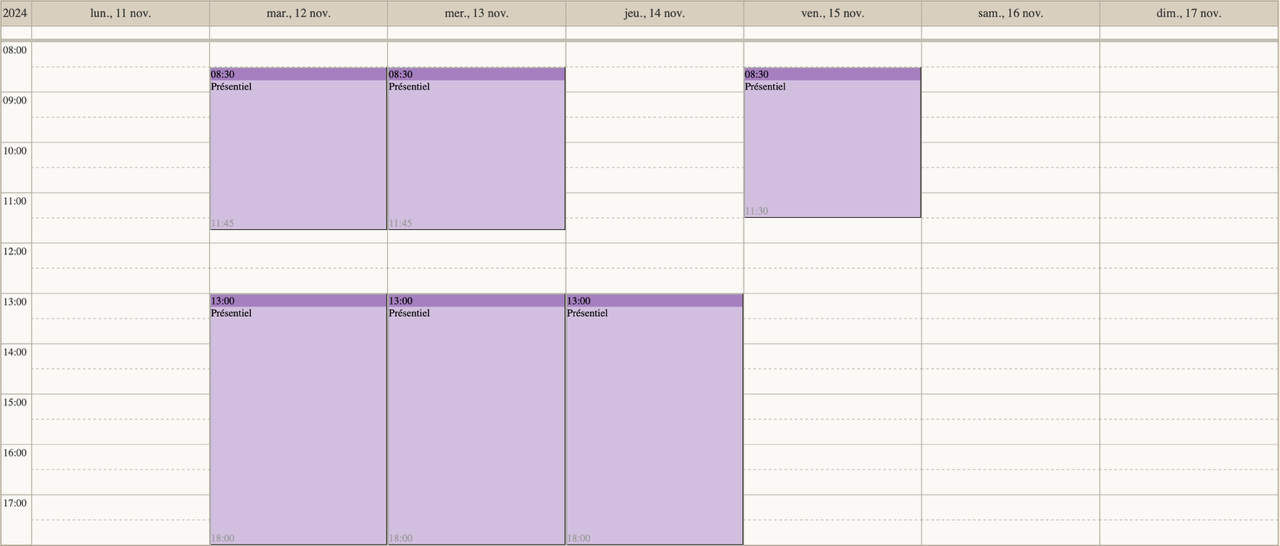 2024 lun., 11 nov. mar., 12 nov. mer., 13 nov. jeu., 14 nov. ven., 15 nov. sam., 16 nov. dim., 17 nov.
08:00
08:30 08:30 08:30
Présentiel Présentiel Présentiel
09:00
10:00
11:00
11:30
11:45 11:45
12:00
13:00 13:00 13:00 13:00
Présentiel Présentiel Présentiel
14:00
15:00
16:00
17:00
18:00 18:00 18:00